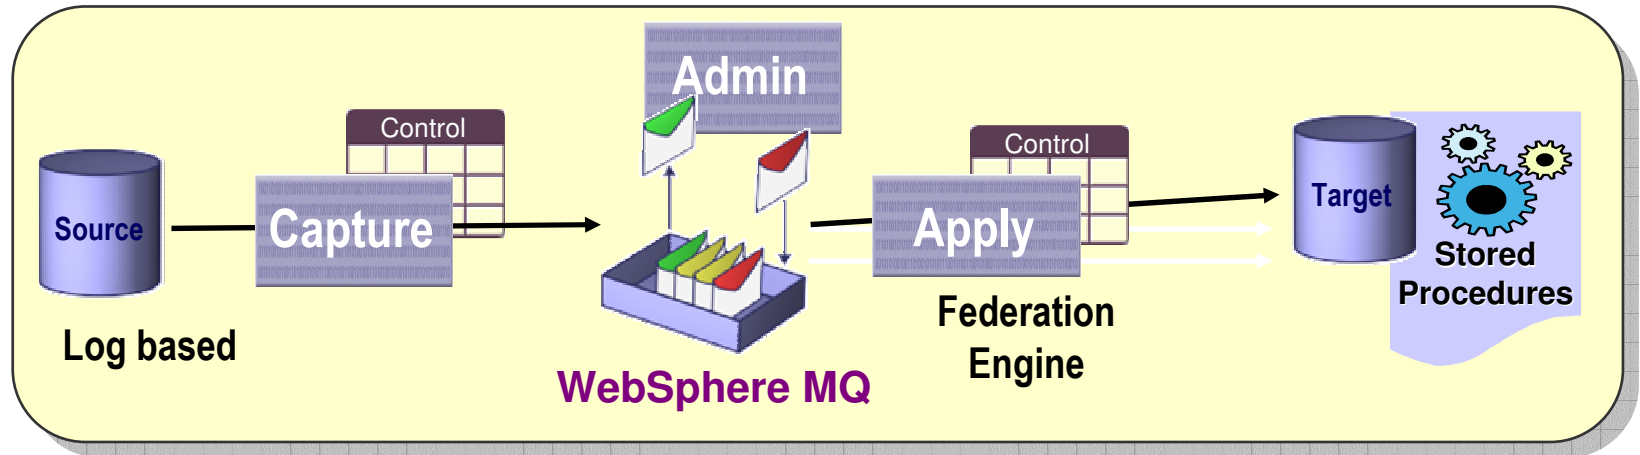 Admin
Control
Control
Source
Capture
Apply
Target
Stored
Procedures
Log based
Federation
Engine
WebSphere MQ